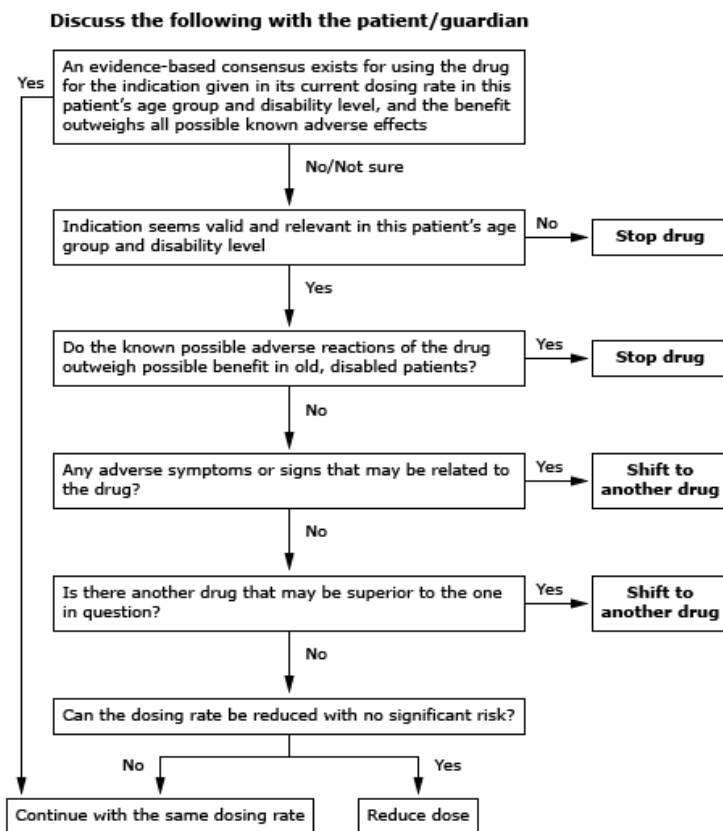 Discuss the following with the patient/guardian
Yes
An evidence-based consensus exists for using the drug
for the indication given in its current dosing rate in this
patient's age group and disability level, and the benefit
outweighs all possible known adverse effects
No/Not sure
Indication seems valid and relevant in this patient's age
group and disability level
No
Stop drug
Yes
Do the known possible adverse reactions of the drug
outweigh possible benefit in old, disabled patients?
Yes
Stop drug
No
Any adverse symptoms or signs that may be related to
the drug?
Yes
Shift to
another drug
No
Is there another drug that may be superior to the one
in question?
Yes
Shift to
another drug
No
Can the dosing rate be reduced with no significant risk?
No
Yes
Continue with the same dosing rate
Reduce dose